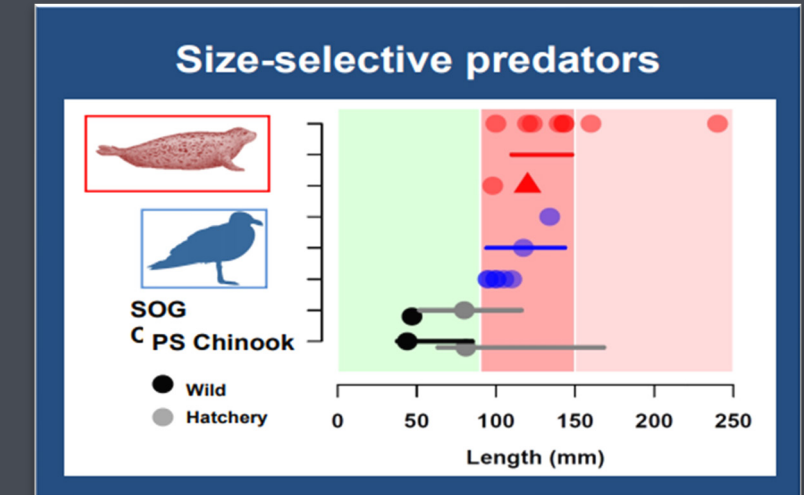 Size-selective predators
SOG
C
PS Chinook
Wild
Hatchery
0 50 100 150 200 250
Length (mm)